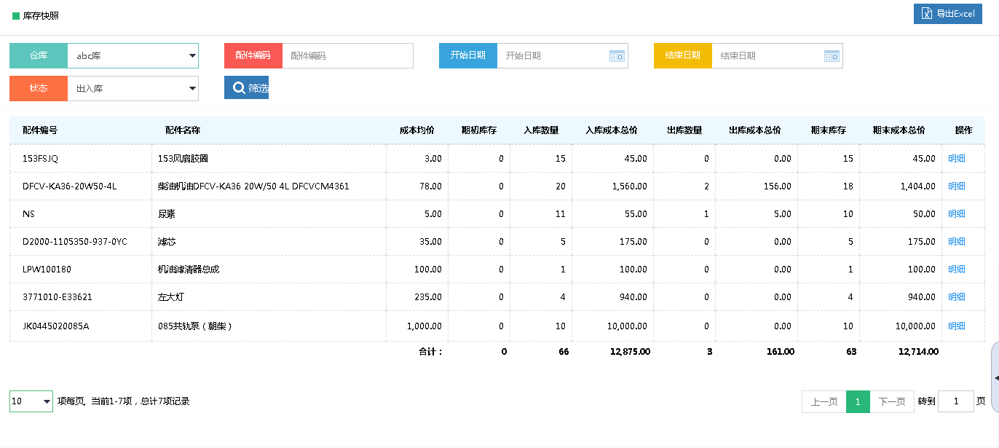 库存快照 导出Excel
仓库 abc库 配件编码 配件编码 开始日期 开始日期 结束日期 结束日期
状态 出入库 筛选
配件编号 配件名称 成本均价 期初库存 入库数量 入库成本总价 出库数量 出库成本总价 期末库存 期末成本总价 操作
153FSJQ 153风扇胶圈 3.00 0 15 45.00 0 0.00 15 45.00 明细
DFCV-KA36-20W50-4L 柴油机油DFCV-KA36 20W/50 4L DFCVCM4361 78.00 0 20 1,560.00 2 156.00 18 1,404.00 明细
NS 尿素 5.00 0 11 55.00 1 5.00 10 50.00 明细
D2000-1105350-937-0YC 滤芯 35.00 0 5 175.00 0 0.00 5 175.00 明细
LPW100180 机油滤清器总成 100.00 0 1 100.00 0 0.00 1 100.00 明细
3771010-E33621 左大灯 235.00 0 4 940.00 0 0.00 4 940.00 明细
JK0445020085A 085共轨泵（朝柴） 1,000.00 0 10 10,000.00 0 0.00 10 10,000.00 明细
合计： 0 66 12,875.00 3 161.00 63 12,714.00
10 项每页, 当前1-7项，总计7项记录 上一页 1 下一页 转到 1 页